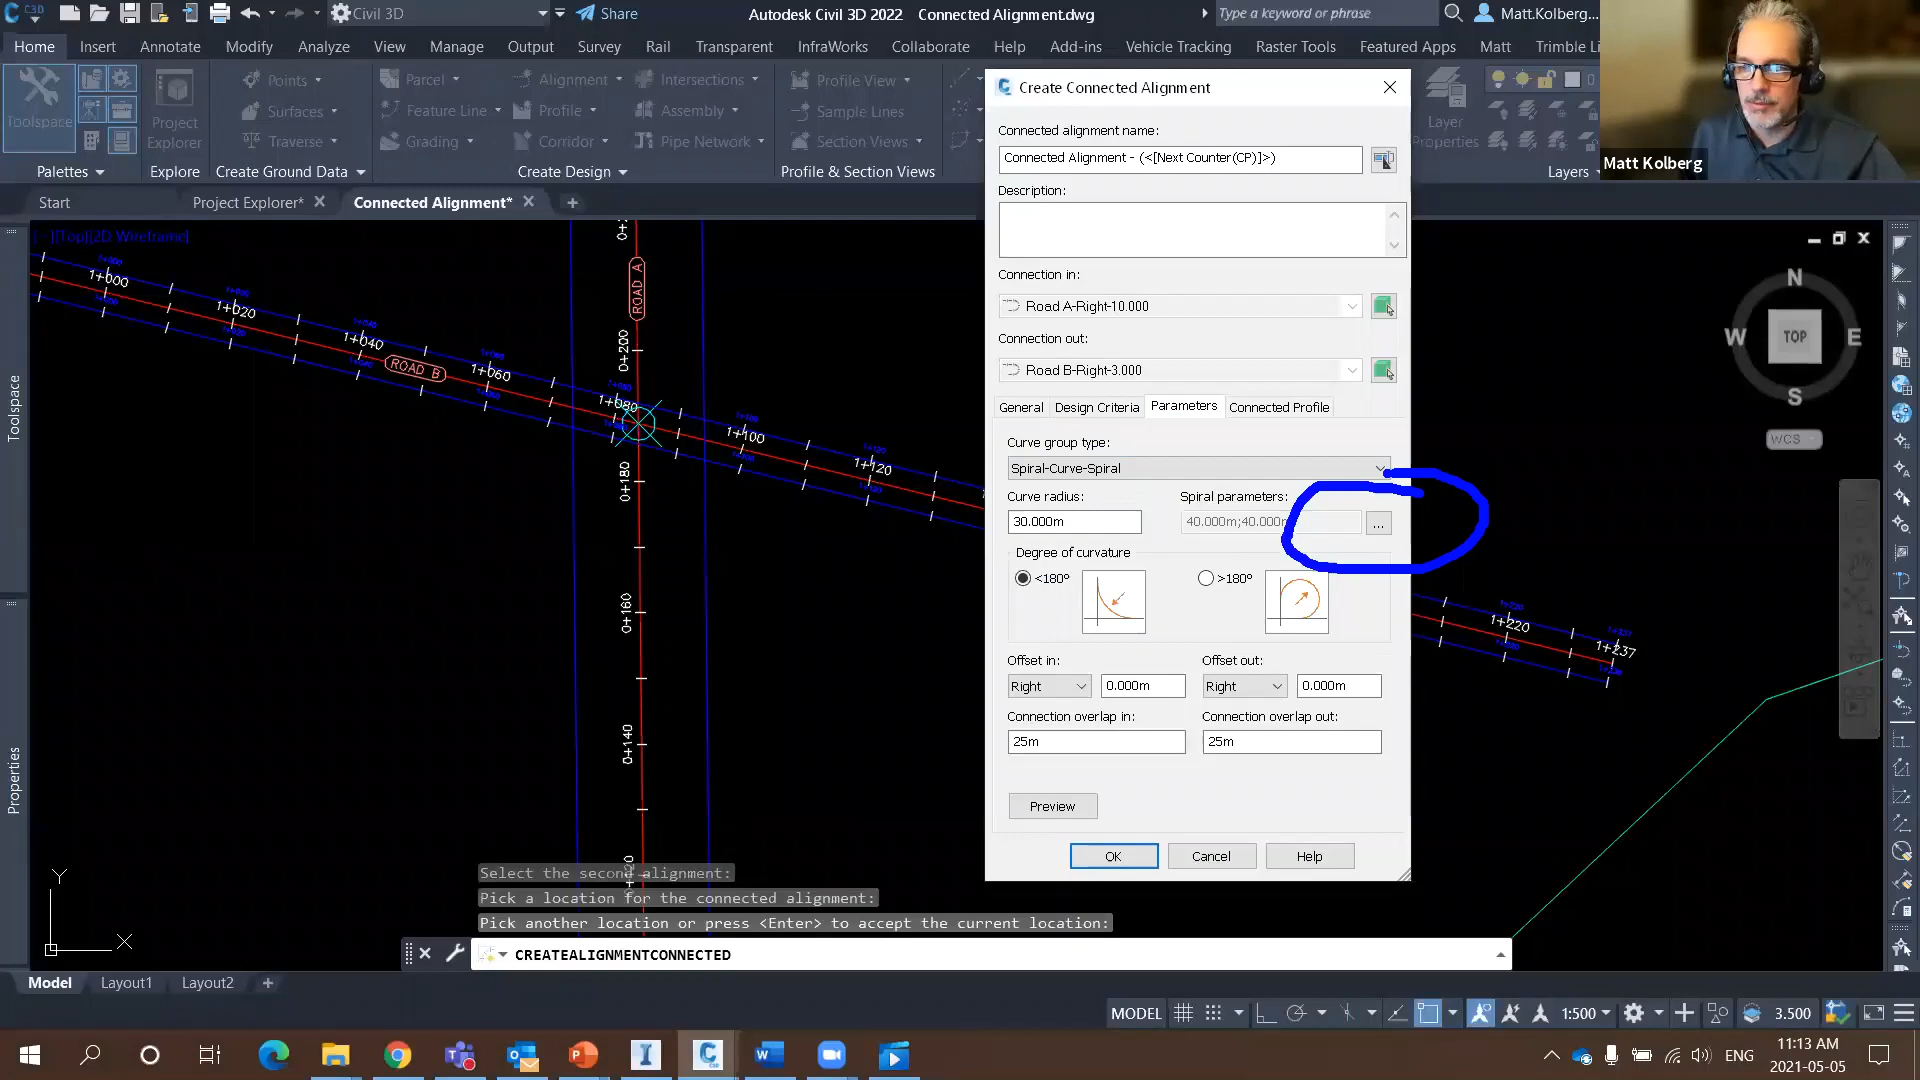 Civil 3D
Share
Autodesk Civil 3D 2022 Connected Alignment.dwg
Type a keyword or phrase
Matt.Kolberg...
Home Insert Annotate Modify Analyze View Manage Output Survey Rail Transparent InfraWorks Collaborate Help Add-ins Vehicle Tracking Raster Tools Featured Apps Matt Trimble Li
Toolspace
Project Explorer
Points
Surfaces
Traverse
Parcel
Feature Line
Grading
Alignment
Profile
Corridor
Intersections
Assembly
Pipe Network
Profile View
Sample Lines
Section Views
Layer Properties
0
Palettes Explore Create Ground Data Create Design Profile & Section Views Layers
Matt Kolberg
Start Project Explorer* Connected Alignment*
[-][Top][2D Wireframe]
Toolspace
Properties
1+000
1+020
1+040
ROAD B
1+060
1+080
1+100
1+120
1+220
1+237
ROAD A
0+200
0+180
0+160
0+140
N
W TOP E
S
WCS
Create Connected Alignment
Connected alignment name:
Connected Alignment - (<[Next Counter(CP)]>)
Description:
Connection in:
Road A-Right-10.000
Connection out:
Road B-Right-3.000
General Design Criteria Parameters Connected Profile
Curve group type:
Spiral-Curve-Spiral
Curve radius: Spiral parameters:
30.000m 40.000m;40.000m ...
Degree of curvature
<180° >180°
Offset in: Offset out:
Right 0.000m Right 0.000m
Connection overlap in: Connection overlap out:
25m 25m
Preview
OK Cancel Help
Y
X
Select the second alignment:
Pick a location for the connected alignment:
Pick another location or press <Enter> to accept the current location:
CREATEALIGNMENTCONNECTED
Model Layout1 Layout2
MODEL 1:500 3.500
ENG
11:13 AM
2021-05-05